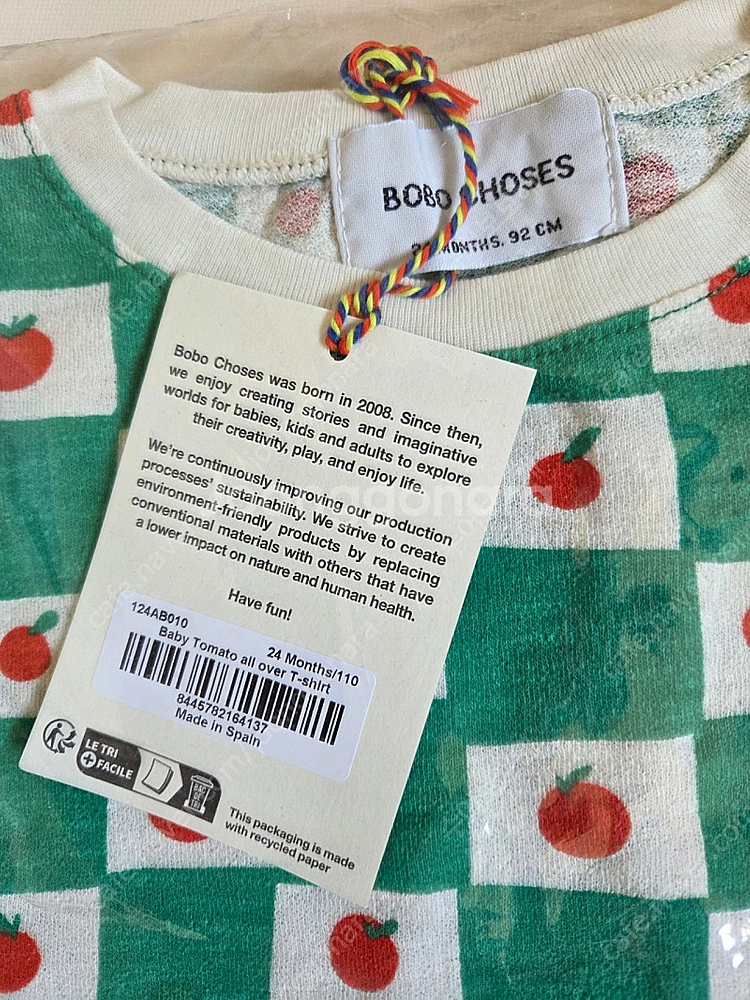 BOBO CHOSES
MONTHS. 92 CM
Bobo Choses was born in 2008. Since then,
we enjoy creating stories and imaginative
worlds for babies, kids and adults to explore
their creativity, play, and enjoy life.
We're continuously improving our production
processes' sustainability. We strive to create
environment-friendly products by replacing
conventional materials with others that have
a lower impact on nature and human health.
Have fun!
124AB010
24 Months/110
Baby Tomato all over T-shirt
8445782164137
Made in Spain
LE TRI
+ FACILE
BAC
DE
TRI
This packaging is made
with recycled paper